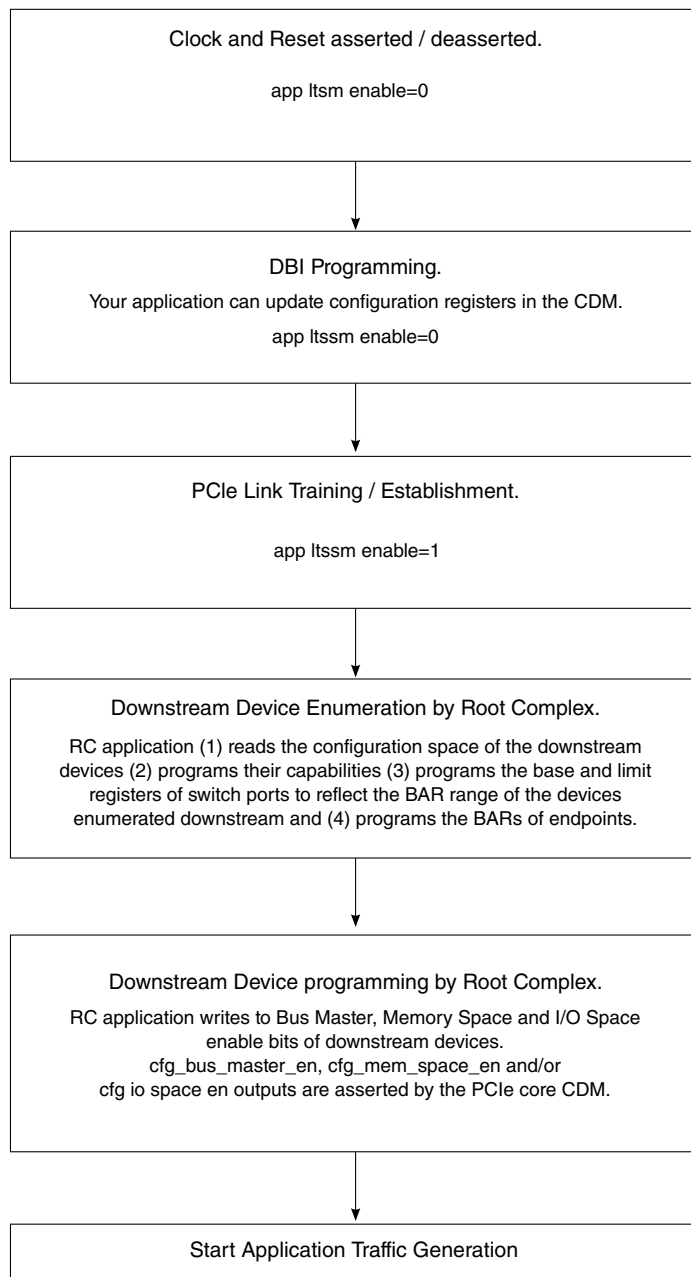 Clock and Reset asserted / deasserted.
app ltsm enable=0
DBI Programming.
Your application can update configuration registers in the CDM.
app ltssm enable=0
PCIe Link Training / Establishment.
app ltssm enable=1
Downstream Device Enumeration by Root Complex.
RC application (1) reads the configuration space of the downstream
devices (2) programs their capabilities (3) programs the base and limit
registers of switch ports to reflect the BAR range of the devices
enumerated downstream and (4) programs the BARs of endpoints.
Downstream Device programming by Root Complex.
RC application writes to Bus Master, Memory Space and I/O Space
enable bits of downstream devices.
cfg_bus_master_en, cfg_mem_space_en and/or
cfg io space en outputs are asserted by the PCIe core CDM.
Start Application Traffic Generation